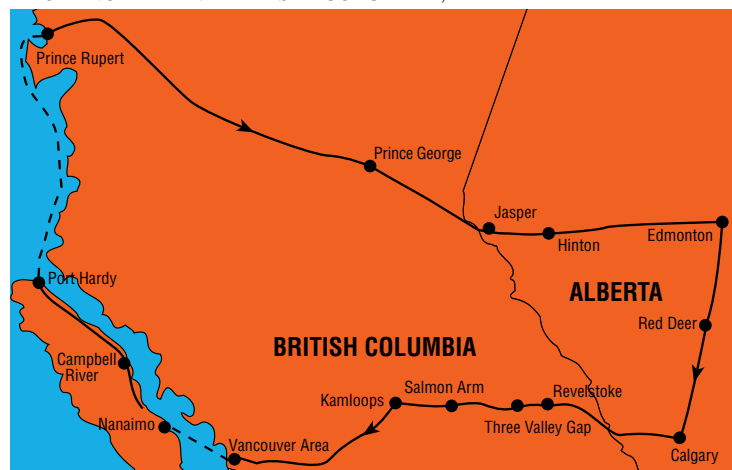 Prince Rupert
Prince George
Jasper
Hinton
Edmonton
Port Hardy
ALBERTA
Red Deer
BRITISH COLUMBIA
Campbell
River
Kamloops
Salmon Arm
Revelstoke
Three Valley Gap
Nanaimo
Vancouver Area
Calgary